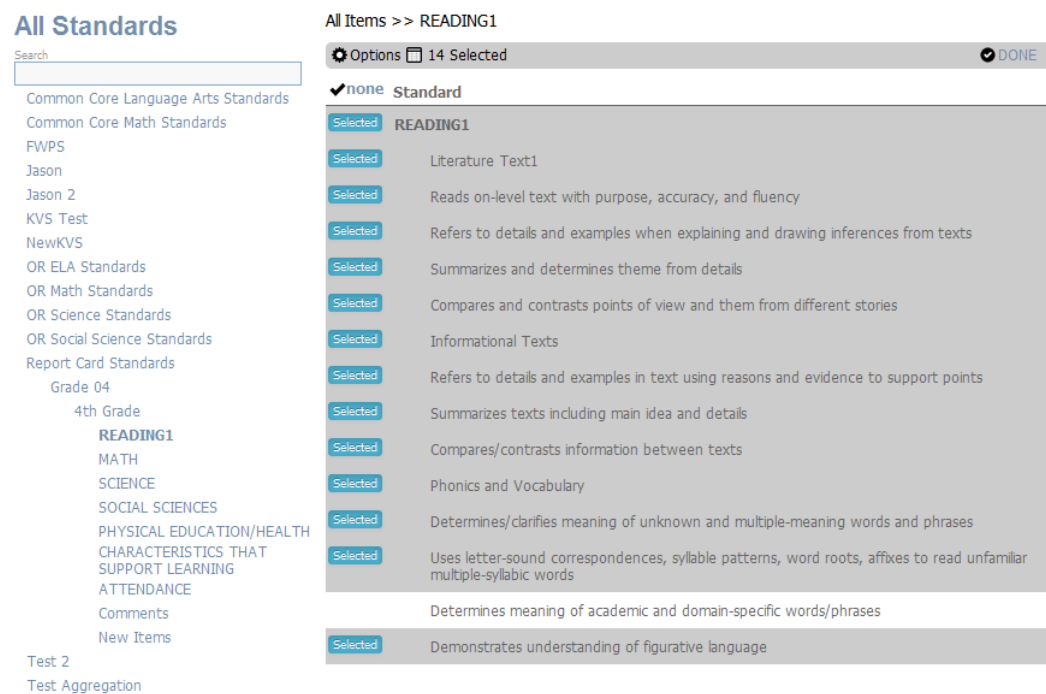 All Standards
Search
Common Core Language Arts Standards
Common Core Math Standards
FWPS
Jason
Jason 2
KVS Test
NewKVS
OR ELA Standards
OR Math Standards
OR Science Standards
OR Social Science Standards
Report Card Standards
Grade 04
4th Grade
READING1
MATH
SCIENCE
SOCIAL SCIENCES
PHYSICAL EDUCATION/HEALTH
CHARACTERISTICS THAT
SUPPORT LEARNING
ATTENDANCE
Comments
New Items
Test 2
Test Aggregation
All Items >> READING1
Options 14 Selected DONE
none Standard
Selected READING1
Selected Literature Text1
Selected Reads on-level text with purpose, accuracy, and fluency
Selected Refers to details and examples when explaining and drawing inferences from texts
Selected Summarizes and determines theme from details
Selected Compares and contrasts points of view and them from different stories
Selected Informational Texts
Selected Refers to details and examples in text using reasons and evidence to support points
Selected Summarizes texts including main idea and details
Selected Compares/contrasts information between texts
Selected Phonics and Vocabulary
Selected Determines/clarifies meaning of unknown and multiple-meaning words and phrases
Selected Uses letter-sound correspondences, syllable patterns, word roots, affixes to read unfamiliar
multiple-syllabic words
Determines meaning of academic and domain-specific words/phrases
Selected Demonstrates understanding of figurative language